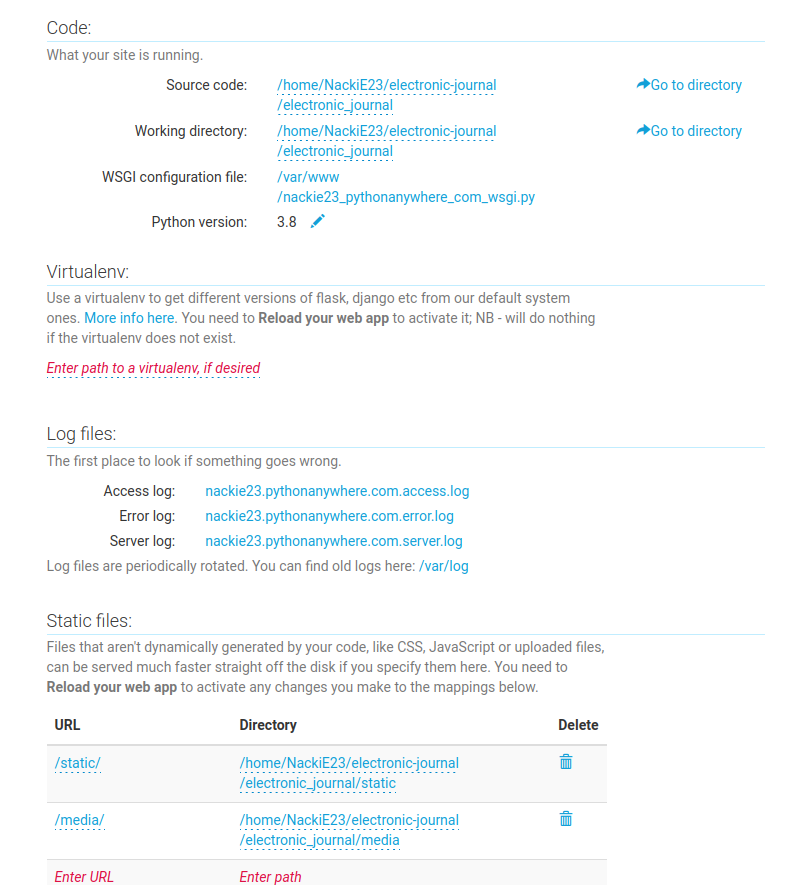 Code:
What your site is running.
Source code: /home/NackiE23/electronic-journal Go to directory
/electronic_journal
Working directory: /home/NackiE23/electronic-journal Go to directory
/electronic_journal
WSGI configuration file: /var/www
/nackie23_pythonanywhere_com_wsgi.py
Python version: 3.8
Virtualenv:
Use a virtualenv to get different versions of flask, django etc from our default system
ones. More info here. You need to Reload your web app to activate it; NB - will do nothing
if the virtualenv does not exist.
Enter path to a virtualenv, if desired
Log files:
The first place to look if something goes wrong.
Access log: nackie23.pythonanywhere.com.access.log
Error log: nackie23.pythonanywhere.com.error.log
Server log: nackie23.pythonanywhere.com.server.log
Log files are periodically rotated. You can find old logs here: /var/log
Static files:
Files that aren't dynamically generated by your code, like CSS, JavaScript or uploaded files,
can be served much faster straight off the disk if you specify them here. You need to
Reload your web app to activate any changes you make to the mappings below.
URL Directory Delete
/static/ /home/NackiE23/electronic-journal
/electronic_journal/static
/media/ /home/NackiE23/electronic-journal
/electronic_journal/media
Enter URL Enter path